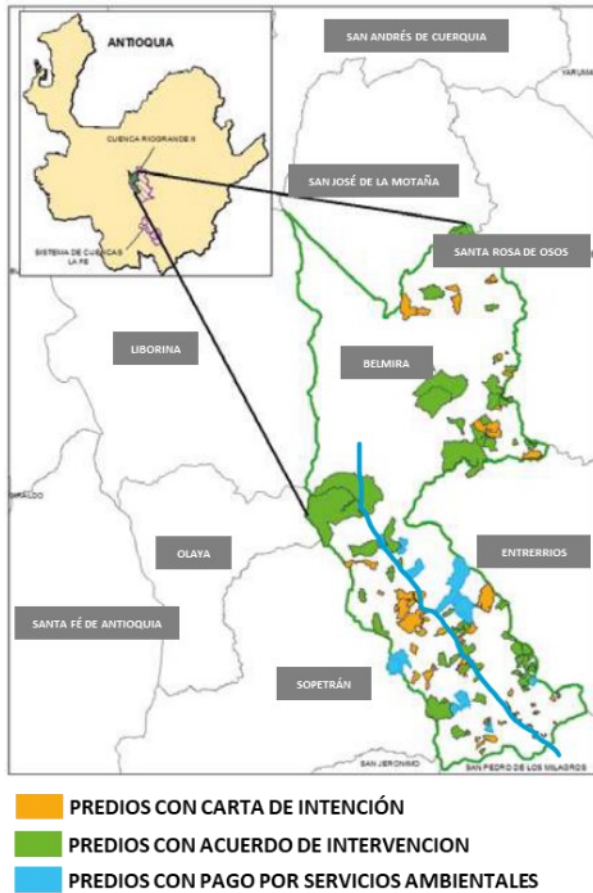 SAN ANDRÉS DE CUERQUIA
ANTIOQUIA
YARUMA
CUENCA RIOGRANDE II
SAN JOSÉ DE LA MOTAÑA
SISTEMA DE CUENCAS
LA FE
SANTA ROSA DE OSOS
LIBORINA
BELMIRA
GIRALDO
OLAYA
ENTRERRIOS
SANTA FÉ DE ANTIOQUIA
SOPETRÁN
SAN JERONIMO
SAN PEDRO DE LOS MILAGROS
PREDIOS CON CARTA DE INTENCIÓN
PREDIOS CON ACUERDO DE INTERVENCION
PREDIOS CON PAGO POR SERVICIOS AMBIENTALES